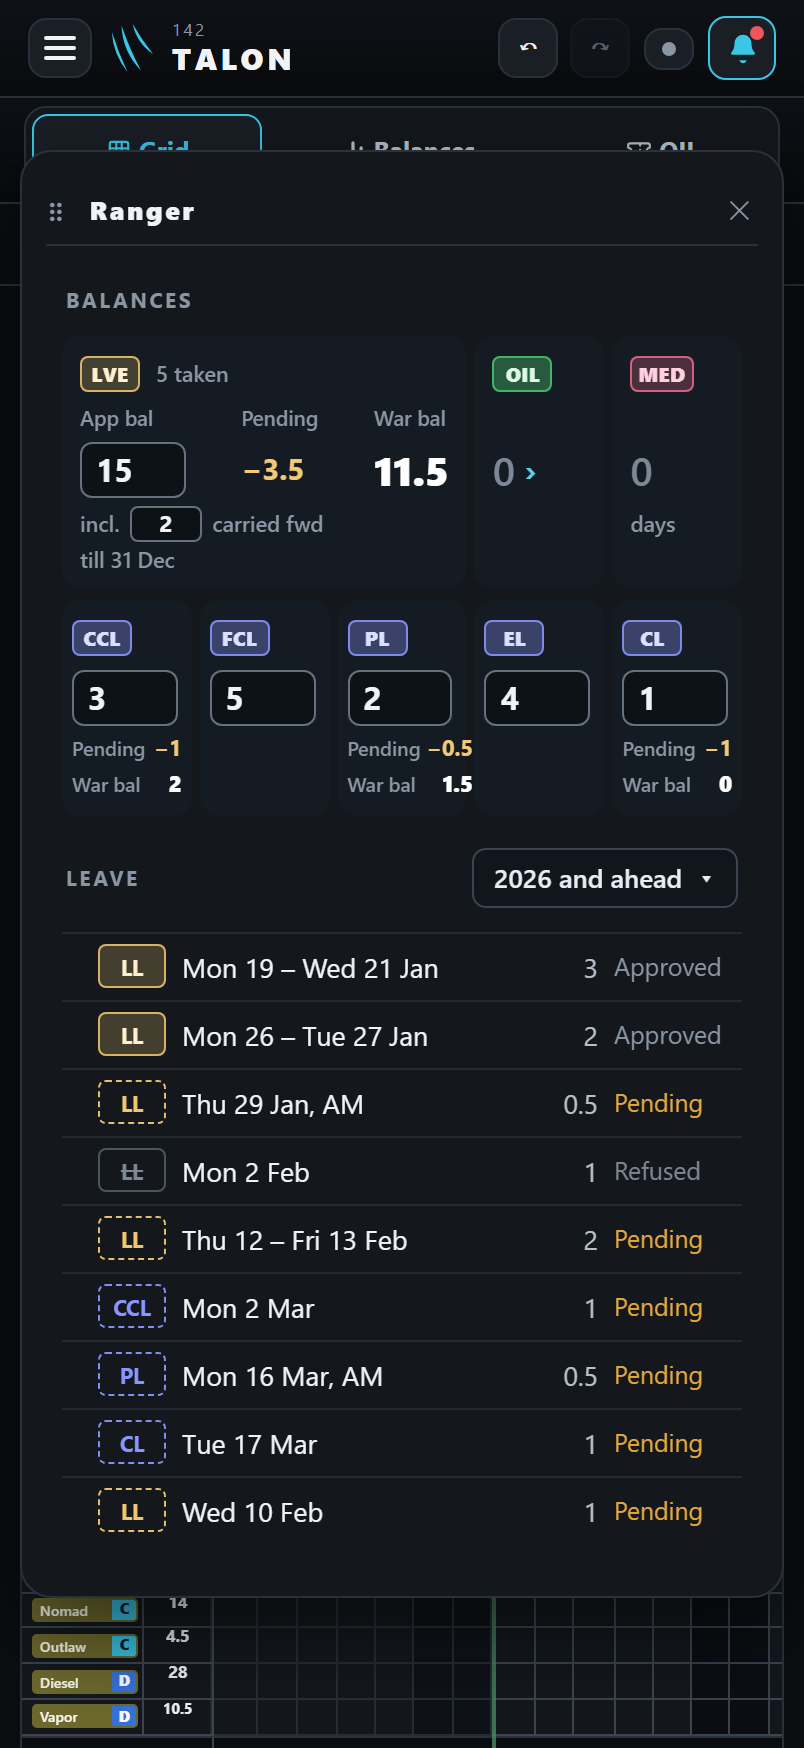 142
TALON
Grid
Balances
OIL
Ranger
BALANCES
LVE 5 taken
App bal Pending War bal
15 −3.5 11.5
incl. 2 carried fwd
till 31 Dec
OIL
0 ›
MED
0
days
CCL
3
Pending −1
War bal 2
FCL
5
PL
2
Pending −0.5
War bal 1.5
EL
4
CL
1
Pending −1
War bal 0
LEAVE
2026 and ahead
LL Mon 19 – Wed 21 Jan 3 Approved
LL Mon 26 – Tue 27 Jan 2 Approved
LL Thu 29 Jan, AM 0.5 Pending
LL Mon 2 Feb 1 Refused
LL Thu 12 – Fri 13 Feb 2 Pending
CCL Mon 2 Mar 1 Pending
PL Mon 16 Mar, AM 0.5 Pending
CL Tue 17 Mar 1 Pending
LL Wed 10 Feb 1 Pending
Nomad C 14
Outlaw C 4.5
Diesel D 28
Vapor D 10.5